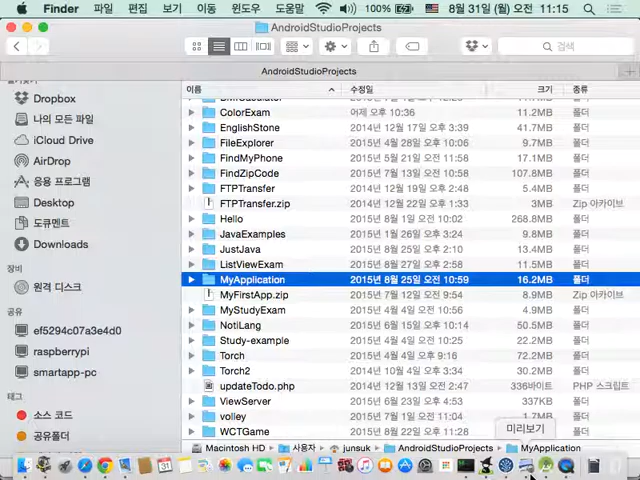 Finder 파일 편집 보기 이동 윈도우 도움말 100% 8월 31일 (월) 오전 11:15
AndroidStudioProjects
검색
AndroidStudioProjects
이름 수정일 크기 종류
Dropbox
나의 모든 파일
iCloud Drive
AirDrop
응용 프로그램
Desktop
도큐멘트
Downloads
장비
원격 디스크
공유
ef5294c07a3e4d0
raspberrypi
smartapp-pc
태그
소스 코드
공유폴더
ColorExam 어제 오전 10:36 11.2MB 폴더
EnglishStone 2014년 12월 17일 오후 3:39 41.7MB 폴더
FileExplorer 2015년 4월 28일 오후 10:06 9.7MB 폴더
FindMyPhone 2015년 5월 21일 오전 11:58 17.1MB 폴더
FindZipCode 2015년 7월 13일 오전 10:58 107.8MB 폴더
FTPTransfer 2014년 12월 19일 오후 2:48 5.4MB 폴더
FTPTransfer.zip 2014년 12월 22일 오후 1:33 3MB Zip 아카이브
Hello 2015년 8월 1일 오전 10:02 268.8MB 폴더
JavaExamples 2015년 1월 26일 오후 3:24 9.8MB 폴더
JustJava 2015년 8월 25일 오후 2:10 13.4MB 폴더
ListViewExam 2015년 8월 27일 오후 2:58 11.5MB 폴더
MyApplication 2015년 8월 25일 오전 10:59 16.2MB 폴더
MyFirstApp.zip 2015년 7월 12일 오전 9:54 8.9MB Zip 아카이브
MyStudyExam 2014년 10월 10일 오전 10:56 4.9MB 폴더
NotiLang 2015년 6월 15일 오전 10:14 50.5MB 폴더
Study-example 2014년 10월 31일 오전 10:25 22.2MB 폴더
Torch 2015년 4월 2일 오후 9:16 72.2MB 폴더
Torch2 2014년 10월 4일 오후 3:34 30.2MB 폴더
updateTodo.php 2014년 12월 13일 오전 2:47 336바이트 PHP 스크립트
ViewServer 2015년 4월 2일 오후 2:43 337KB 폴더
volley 2015년 7월 1일 오전 11:04 폴더
WCTGame 폴더
미리보기
Macintosh HD 사용자 junsuk AndroidStudioProjects MyApplication